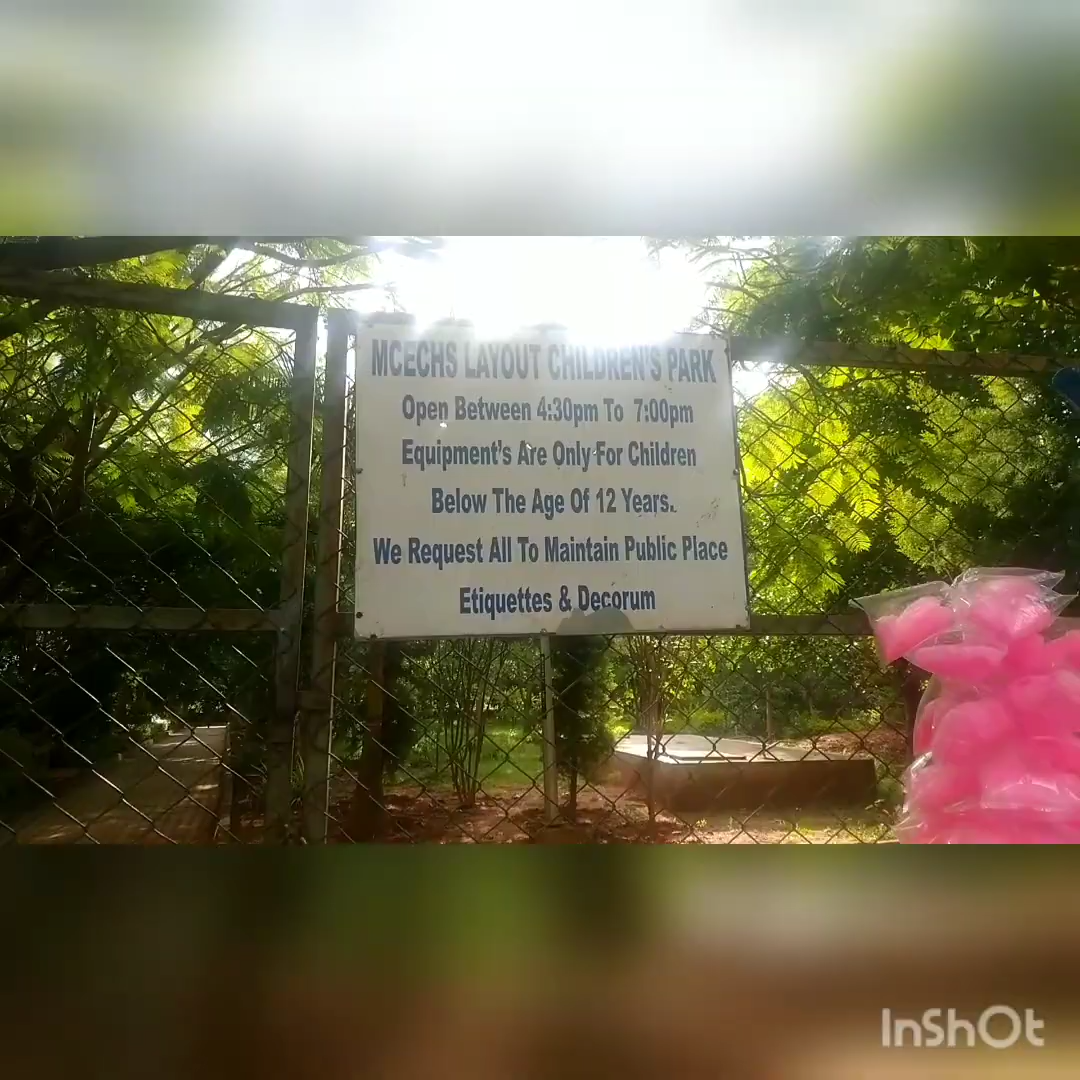 MCECHS LAYOUT CHILDREN'S PARK
Open Between 4:30pm To 7:00pm
Equipment's Are Only For Children
Below The Age Of 12 Years.
We Request All To Maintain Public Place
Etiquettes & Decorum
InShOt